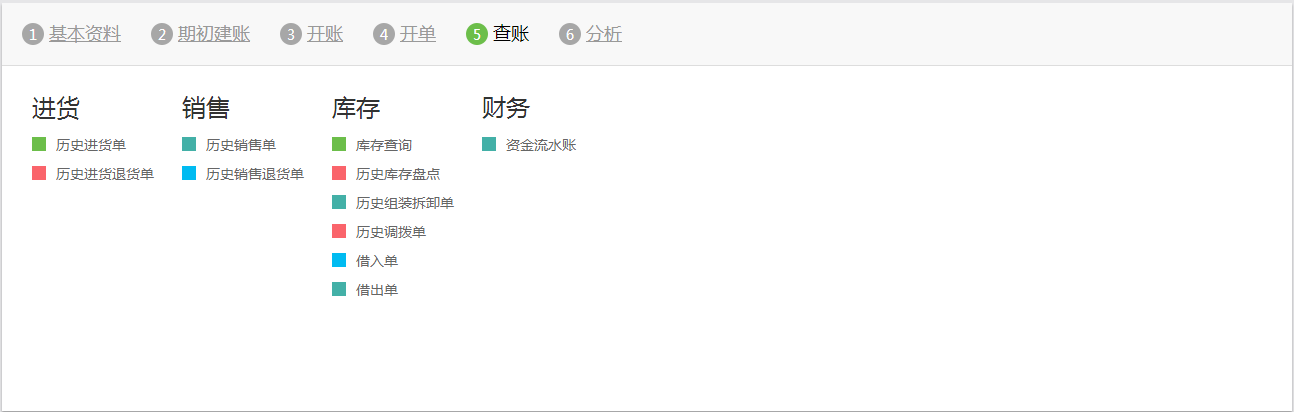 1 基本资料 2 期初建账 3 开账 4 开单 5 查账 6 分析
进货 销售 库存 财务
历史进货单 历史销售单 库存查询 资金流水账
历史进货退货单 历史销售退货单 历史库存盘点
历史组装拆卸单
历史调拨单
借入单
借出单